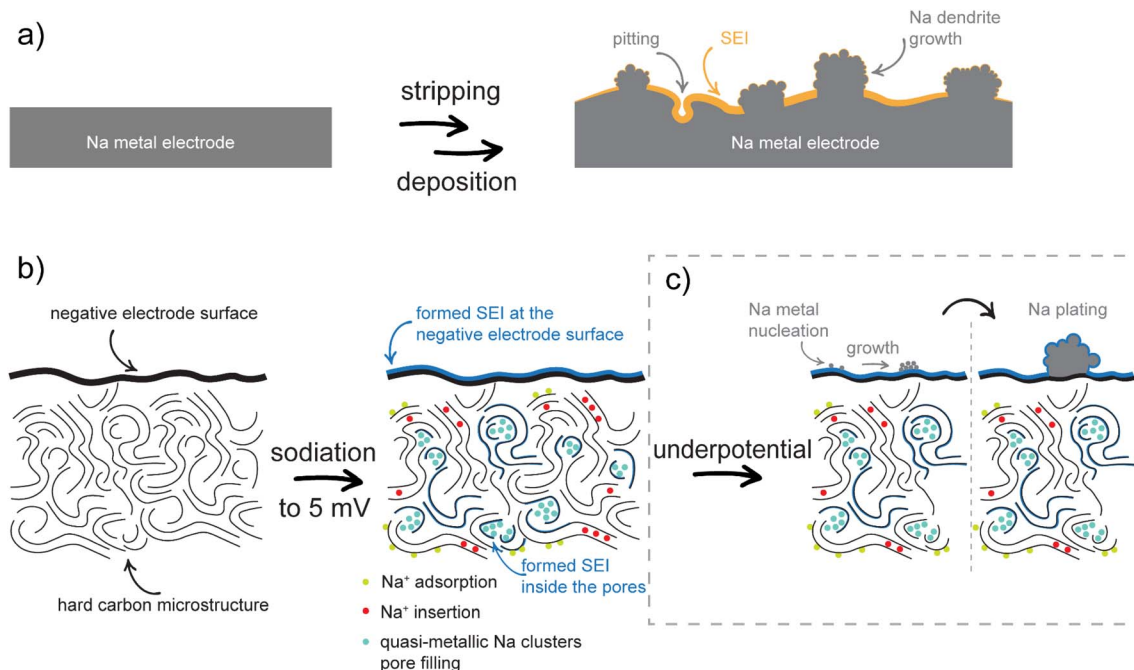 a)
Na metal electrode
stripping
deposition
pitting
SEI
Na dendrite
growth
Na metal electrode
b)
negative electrode surface
hard carbon microstructure
sodiation
to 5 mV
formed SEI at the
negative electrode surface
formed SEI
inside the pores
Na⁺ adsorption
Na⁺ insertion
quasi-metallic Na clusters
pore filling
underpotential
c)
Na metal
nucleation
growth
Na plating